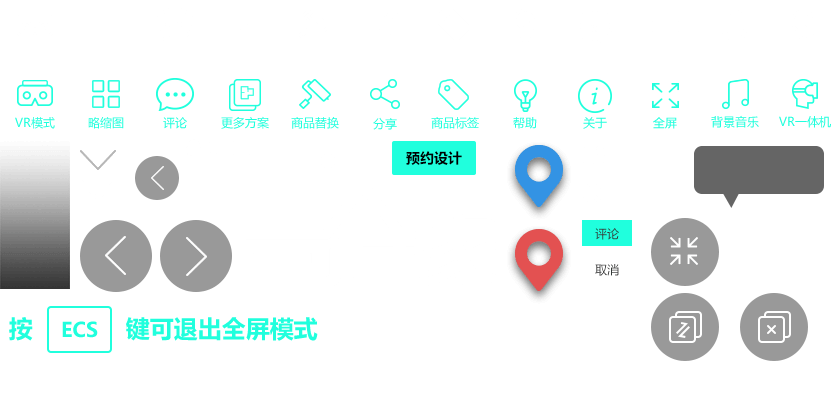 VR模式 略缩图 评论 更多方案 商品替换 分享 商品标签 帮助 关于 全屏 背景音乐 VR一体机
预约设计
评论
取消
按 ECS 键可退出全屏模式